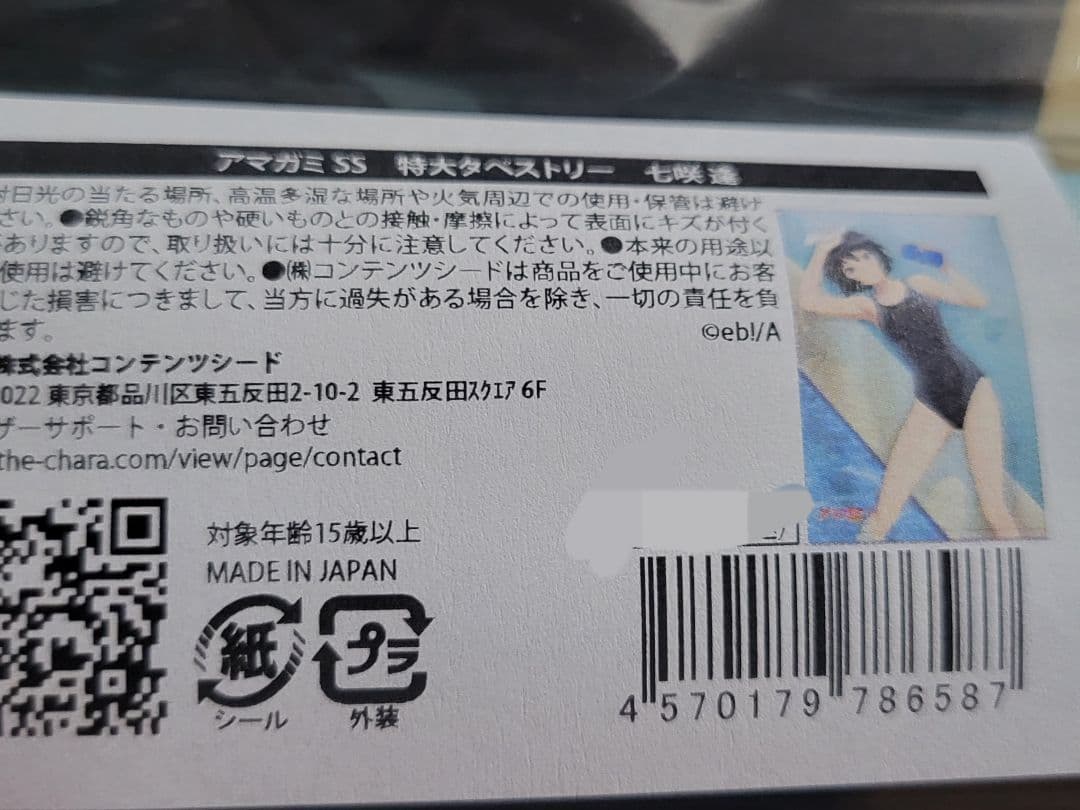 アマガミSS 特大タペストリー 七咲 逢
射日光の当たる場所、高温多湿な場所や火気周辺での使用・保管は避け
さい。●鋭角なものや硬いものとの接触・摩擦によって表面にキズが付く
がありますので、取り扱いには十分に注意してください。●本来の用途以
使用は避けてください。●㈱コンテンツシードは商品をご使用中にお客
じた損害につきまして、当方に過失がある場合を除き、一切の責任を負
ます。
©eb!/A
株式会社コンテンツシード
022 東京都品川区東五反田2-10-2 東五反田ｽｸｴｱ 6F
ザーサポート・お問い合わせ
the-chara.com/view/page/contact
対象年齢15歳以上
MADE IN JAPAN
紙
プラ
シール
外装
4 570179 786587